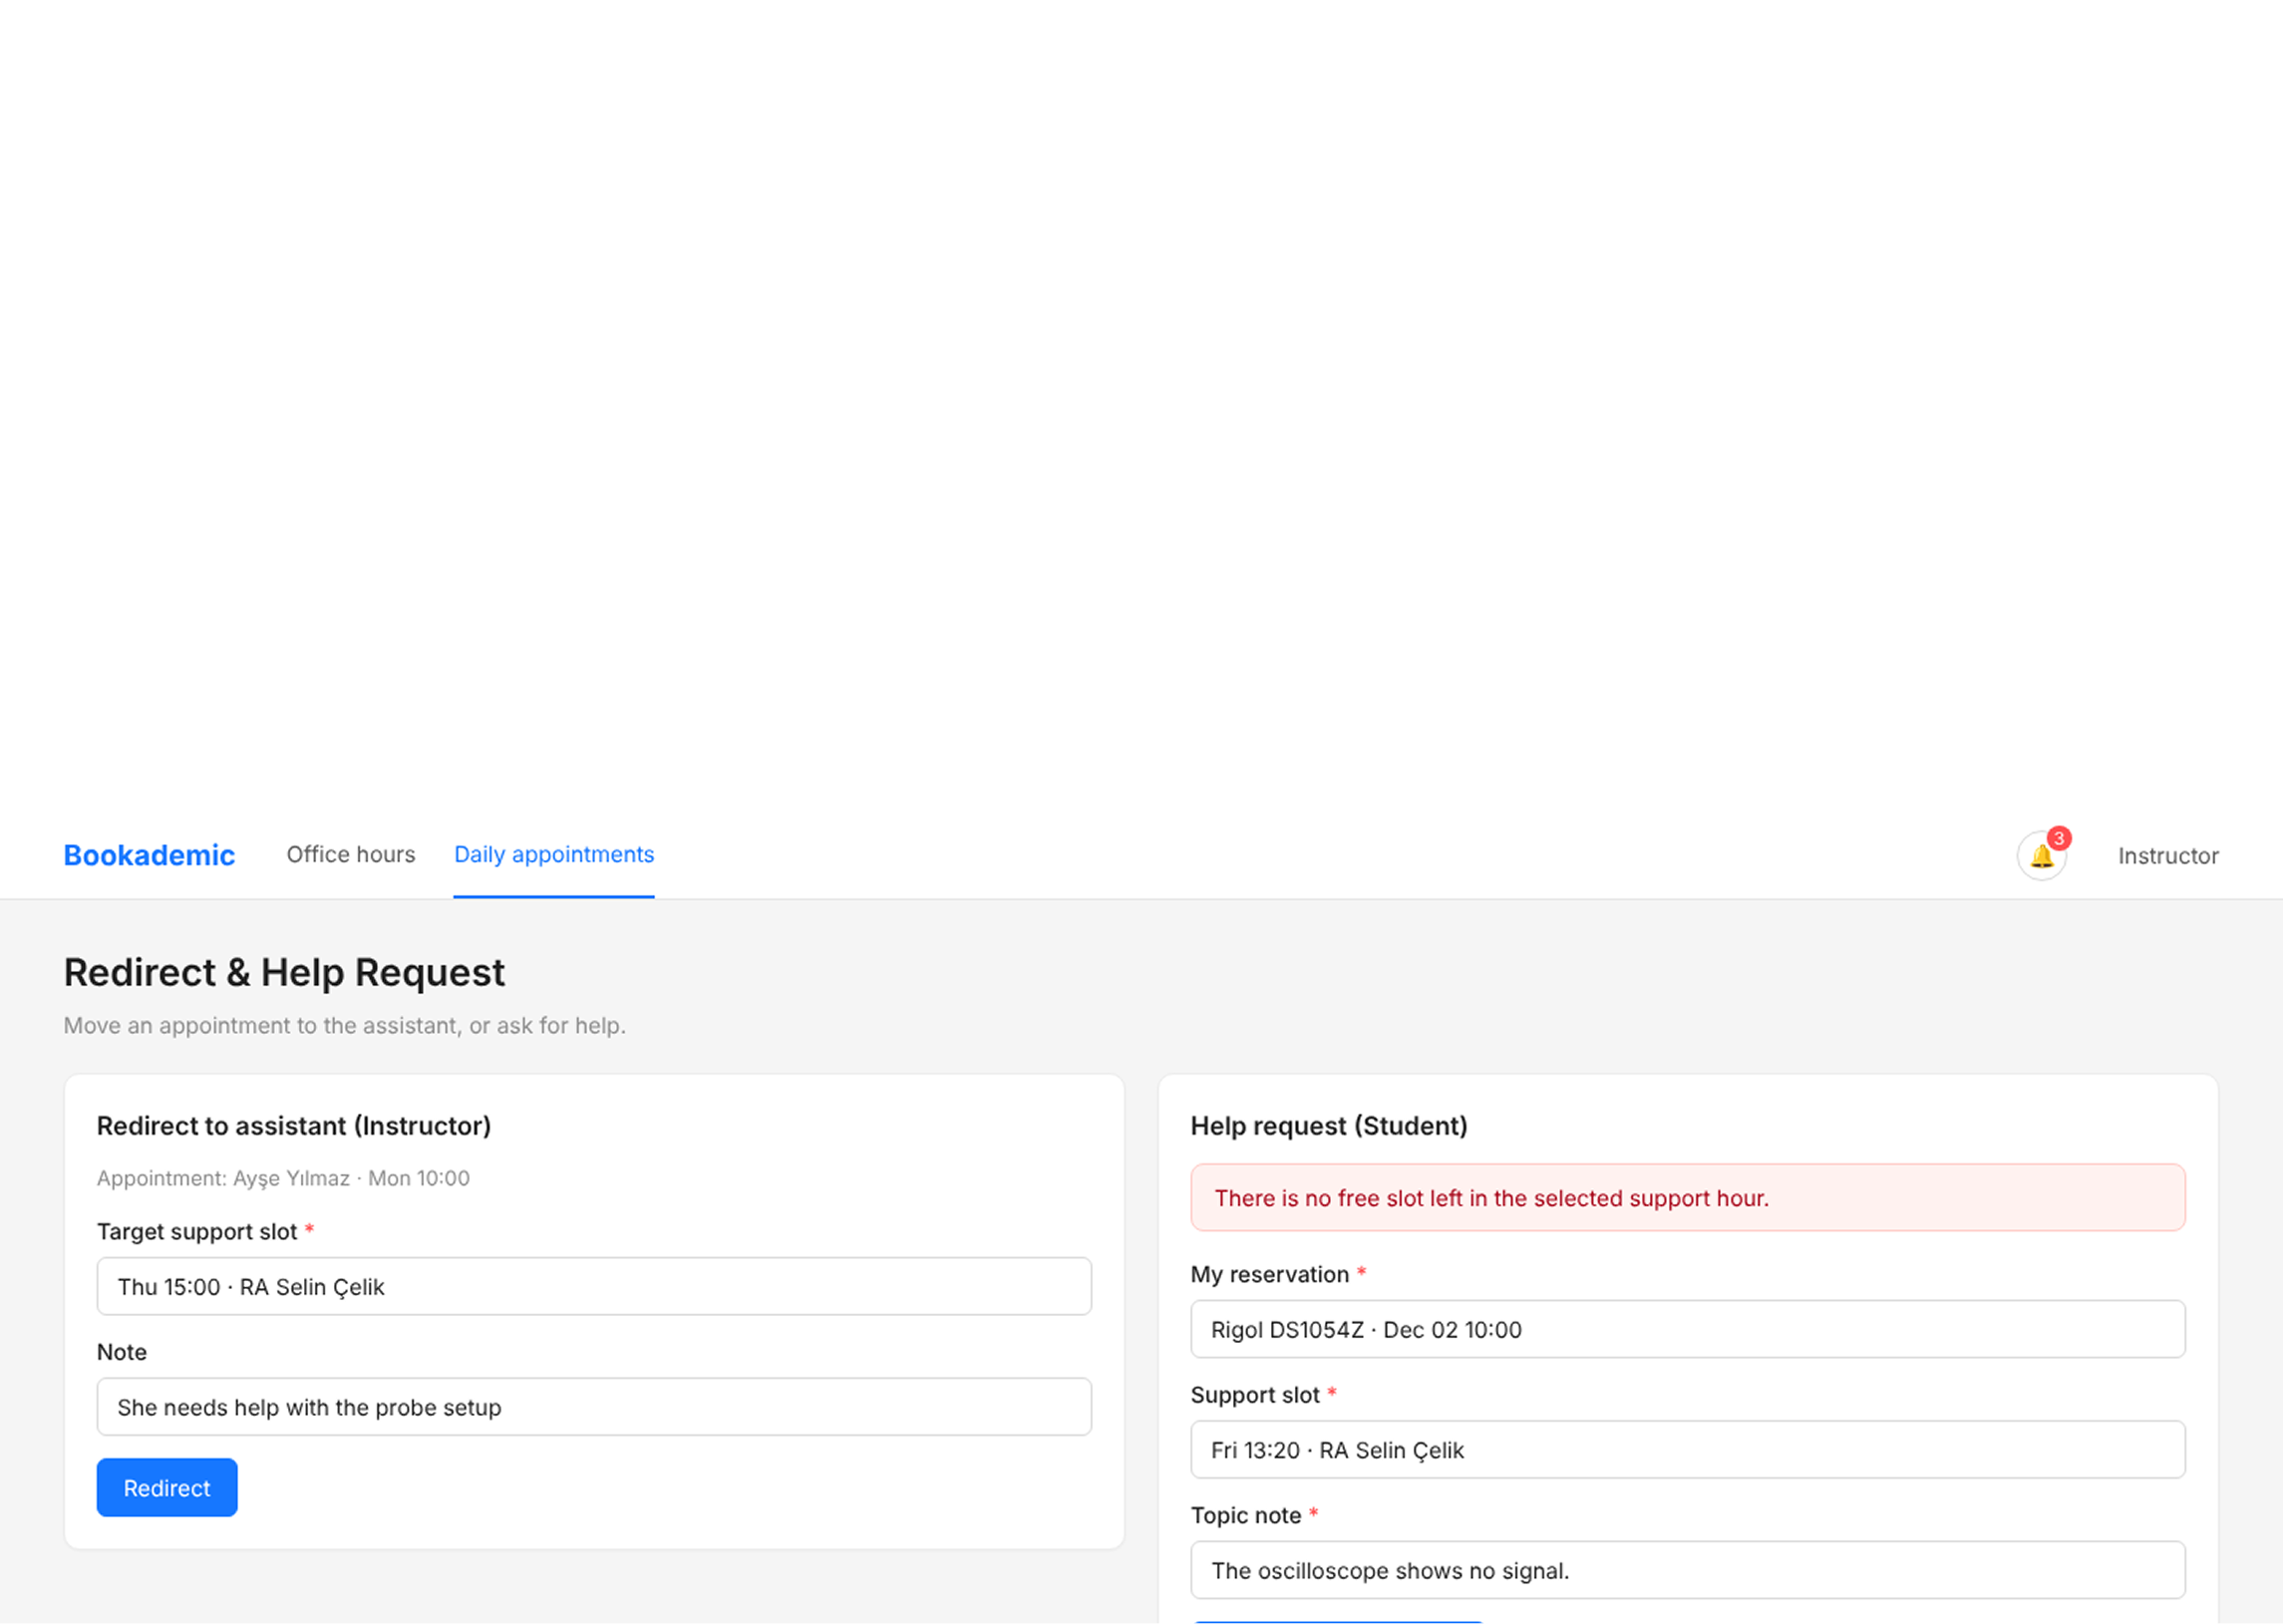 Bookademic Office hours Daily appointments 3 Instructor
Redirect & Help Request
Move an appointment to the assistant, or ask for help.
Redirect to assistant (Instructor)
Appointment: Ayşe Yılmaz · Mon 10:00
Target support slot *
Thu 15:00 · RA Selin Çelik
Note
She needs help with the probe setup
Redirect
Help request (Student)
There is no free slot left in the selected support hour.
My reservation *
Rigol DS1054Z · Dec 02 10:00
Support slot *
Fri 13:20 · RA Selin Çelik
Topic note *
The oscilloscope shows no signal.